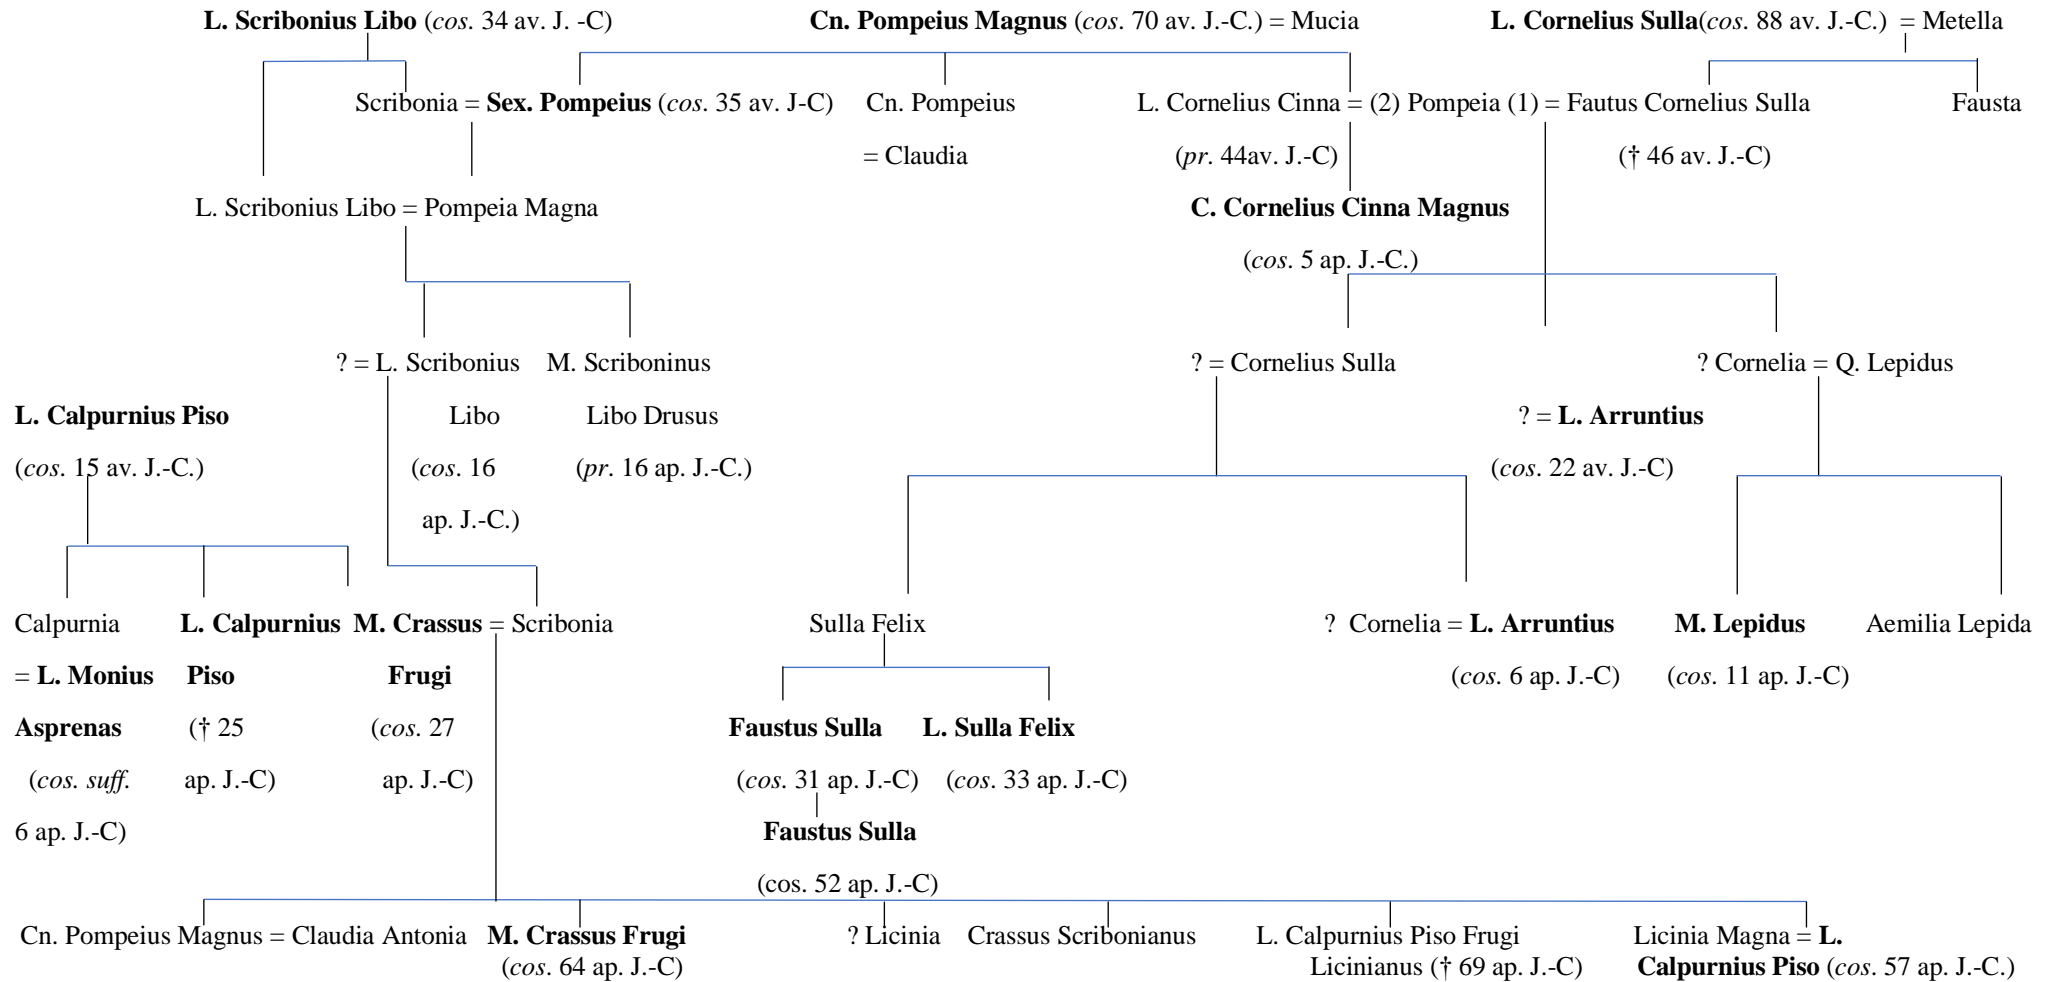 L. Scribonius Libo (cos. 34 av. J. -C) Cn. Pompeius Magnus (cos. 70 av. J.-C.) = Mucia L. Cornelius Sulla(cos. 88 av. J.-C.) = Metella
Scribonia = Sex. Pompeius (cos. 35 av. J-C) Cn. Pompeius L. Cornelius Cinna = (2) Pompeia (1) = Fautus Cornelius Sulla Fausta
= Claudia (pr. 44av. J.-C) († 46 av. J.-C)
L. Scribonius Libo = Pompeia Magna C. Cornelius Cinna Magnus
(cos. 5 ap. J.-C.)
? = L. Scribonius M. Scriboninus ? = Cornelius Sulla ? Cornelia = Q. Lepidus
L. Calpurnius Piso Libo Libo Drusus ? = L. Arruntius
(cos. 15 av. J.-C.) (cos. 16 (pr. 16 ap. J.-C.) (cos. 22 av. J.-C)
ap. J.-C.)
Calpurnia L. Calpurnius M. Crassus = Scribonia Sulla Felix ? Cornelia = L. Arruntius M. Lepidus Aemilia Lepida
= L. Monius Piso Frugi (cos. 6 ap. J.-C) (cos. 11 ap. J.-C)
Asprenas († 25 (cos. 27 Faustus Sulla L. Sulla Felix
(cos. suff. ap. J.-C) ap. J.-C) (cos. 31 ap. J.-C) (cos. 33 ap. J.-C)
6 ap. J.-C) Faustus Sulla
(cos. 52 ap. J.-C)
Cn. Pompeius Magnus = Claudia Antonia M. Crassus Frugi ? Licinia Crassus Scribonianus L. Calpurnius Piso Frugi Licinia Magna = L.
(cos. 64 ap. J.-C) Licinianus († 69 ap. J.-C) Calpurnius Piso (cos. 57 ap. J.-C.)